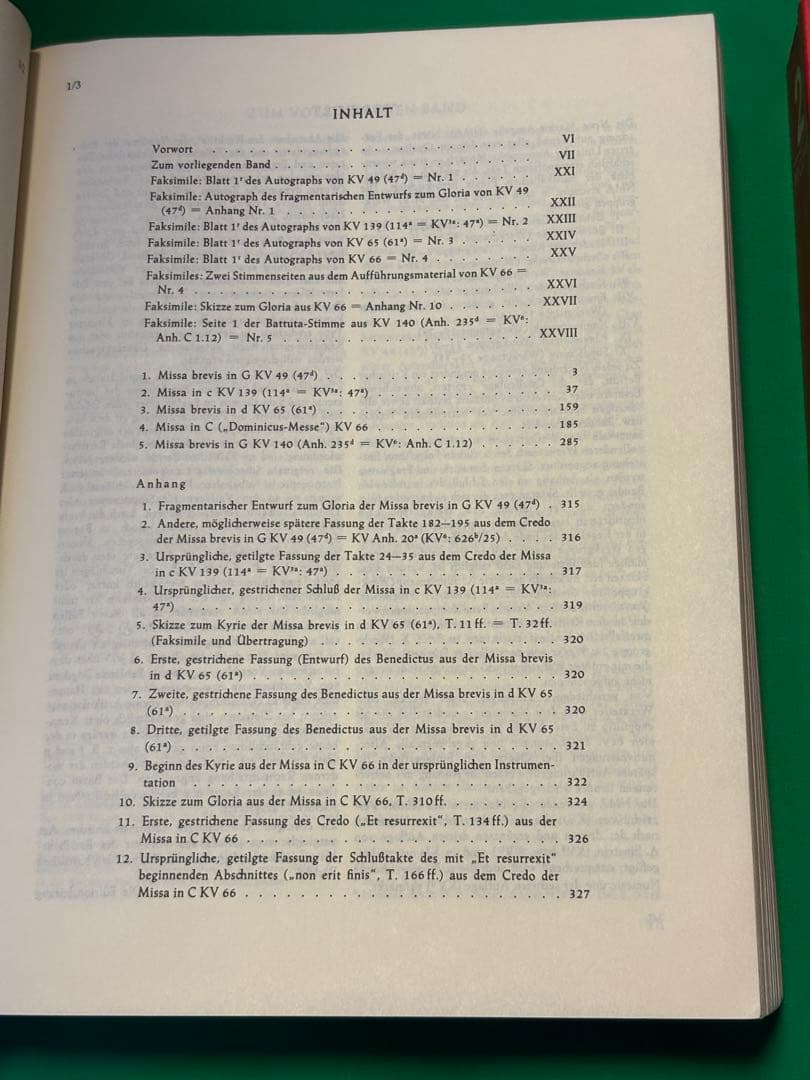 1/3
INHALT
Vorwort . . . . . . . . . . . . . . . . . . . . . VI
Zum vorliegenden Band . . . . . . . . . . . . . . . . VII
Faksimile: Blatt 1ʳ des Autographs von KV 49 (47ᵈ) = Nr. 1 . . . . . . XXI
Faksimile: Autograph des fragmentarischen Entwurfs zum Gloria von KV 49
(47ᵈ) = Anhang Nr. 1 . . . . . . . . . . . . . . . . XXII
Faksimile: Blatt 1ʳ des Autographs von KV 139 (114ᵃ = KV³ᵃ: 47ᵃ) = Nr. 2 XXIII
Faksimile: Blatt 1ʳ des Autographs von KV 65 (61ᵃ) = Nr. 3 . . . . . . XXIV
Faksimile: Blatt 1ʳ des Autographs von KV 66 = Nr. 4 . . . . . . . XXV
Faksimiles: Zwei Stimmenseiten aus dem Aufführungsmaterial von KV 66 =
Nr. 4 . . . . . . . . . . . . . . . . . . . . . XXVI
Faksimile: Skizze zum Gloria aus KV 66 = Anhang Nr. 10 . . . . . . . XXVII
Faksimile: Seite 1 der Battuta-Stimme aus KV 140 (Anh. 235ᵈ = KV⁶:
Anh. C 1.12) = Nr. 5 . . . . . . . . . . . . . . . . XXVIII
1. Missa brevis in G KV 49 (47ᵈ) . . . . . . . . . . . . . . 3
2. Missa in c KV 139 (114ᵃ = KV³ᵃ: 47ᵃ) . . . . . . . . . . . . 37
3. Missa brevis in d KV 65 (61ᵃ) . . . . . . . . . . . . . . 159
4. Missa in C („Dominicus-Messe“) KV 66 . . . . . . . . . . . . 185
5. Missa brevis in G KV 140 (Anh. 235ᵈ = KV⁶: Anh. C 1.12) . . . . . . 285
Anhang
1. Fragmentarischer Entwurf zum Gloria der Missa brevis in G KV 49 (47ᵈ) . 315
2. Andere, möglicherweise spätere Fassung der Takte 182—195 aus dem Credo
der Missa brevis in G KV 49 (47ᵈ) = KV Anh. 20ᵃ (KV⁶: 626ᵇ/25) . . . . 316
3. Ursprüngliche, getilgte Fassung der Takte 24—35 aus dem Credo der Missa
in c KV 139 (114ᵃ = KV³ᵃ: 47ᵃ) . . . . . . . . . . . . . . 317
4. Ursprünglicher, gestrichener Schluß der Missa in c KV 139 (114ᵃ = KV³ᵃ:
47ᵃ) . . . . . . . . . . . . . . . . . . . . . 319
5. Skizze zum Kyrie der Missa brevis in d KV 65 (61ᵃ), T. 11 ff. = T. 32 ff.
(Faksimile und Übertragung) . . . . . . . . . . . . . . . 320
6. Erste, gestrichene Fassung (Entwurf) des Benedictus aus der Missa brevis
in d KV 65 (61ᵃ) . . . . . . . . . . . . . . . . . . 320
7. Zweite, gestrichene Fassung des Benedictus aus der Missa brevis in d KV 65
(61ᵃ) . . . . . . . . . . . . . . . . . . . . . 320
8. Dritte, getilgte Fassung des Benedictus aus der Missa brevis in d KV 65
(61ᵃ) . . . . . . . . . . . . . . . . . . . . . 321
9. Beginn des Kyrie aus der Missa in C KV 66 in der ursprünglichen Instrumen-
tation . . . . . . . . . . . . . . . . . . . . . 322
10. Skizze zum Gloria aus der Missa in C KV 66, T. 310 ff. . . . . . . . 324
11. Erste, gestrichene Fassung des Credo („Et resurrexit“, T. 134 ff.) aus der
Missa in C KV 66 . . . . . . . . . . . . . . . . . . 326
12. Ursprüngliche, getilgte Fassung der Schlußtakte des mit „Et resurrexit“
beginnenden Abschnittes („non erit finis“, T. 166 ff.) aus dem Credo der
Missa in C KV 66 . . . . . . . . . . . . . . . . . . 327